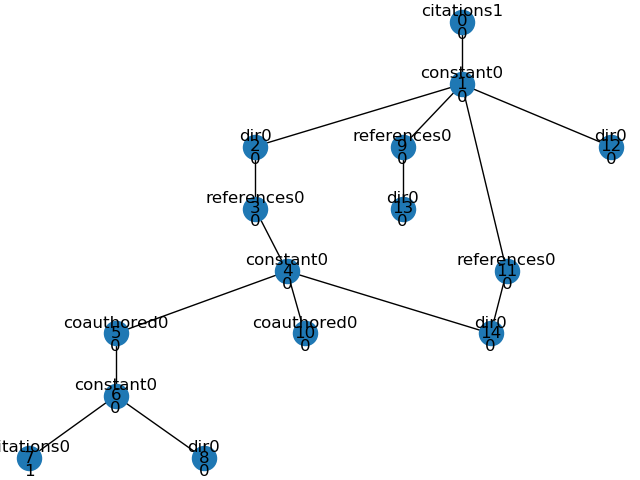 citations1
0
0
constant0
1
0
dir0
2
0
references0
9
0
dir0
12
0
references0
3
0
dir0
13
0
constant0
4
0
references0
11
0
coauthored0
5
0
coauthored0
10
0
dir0
14
0
constant0
6
0
itations0
7
1
dir0
8
0